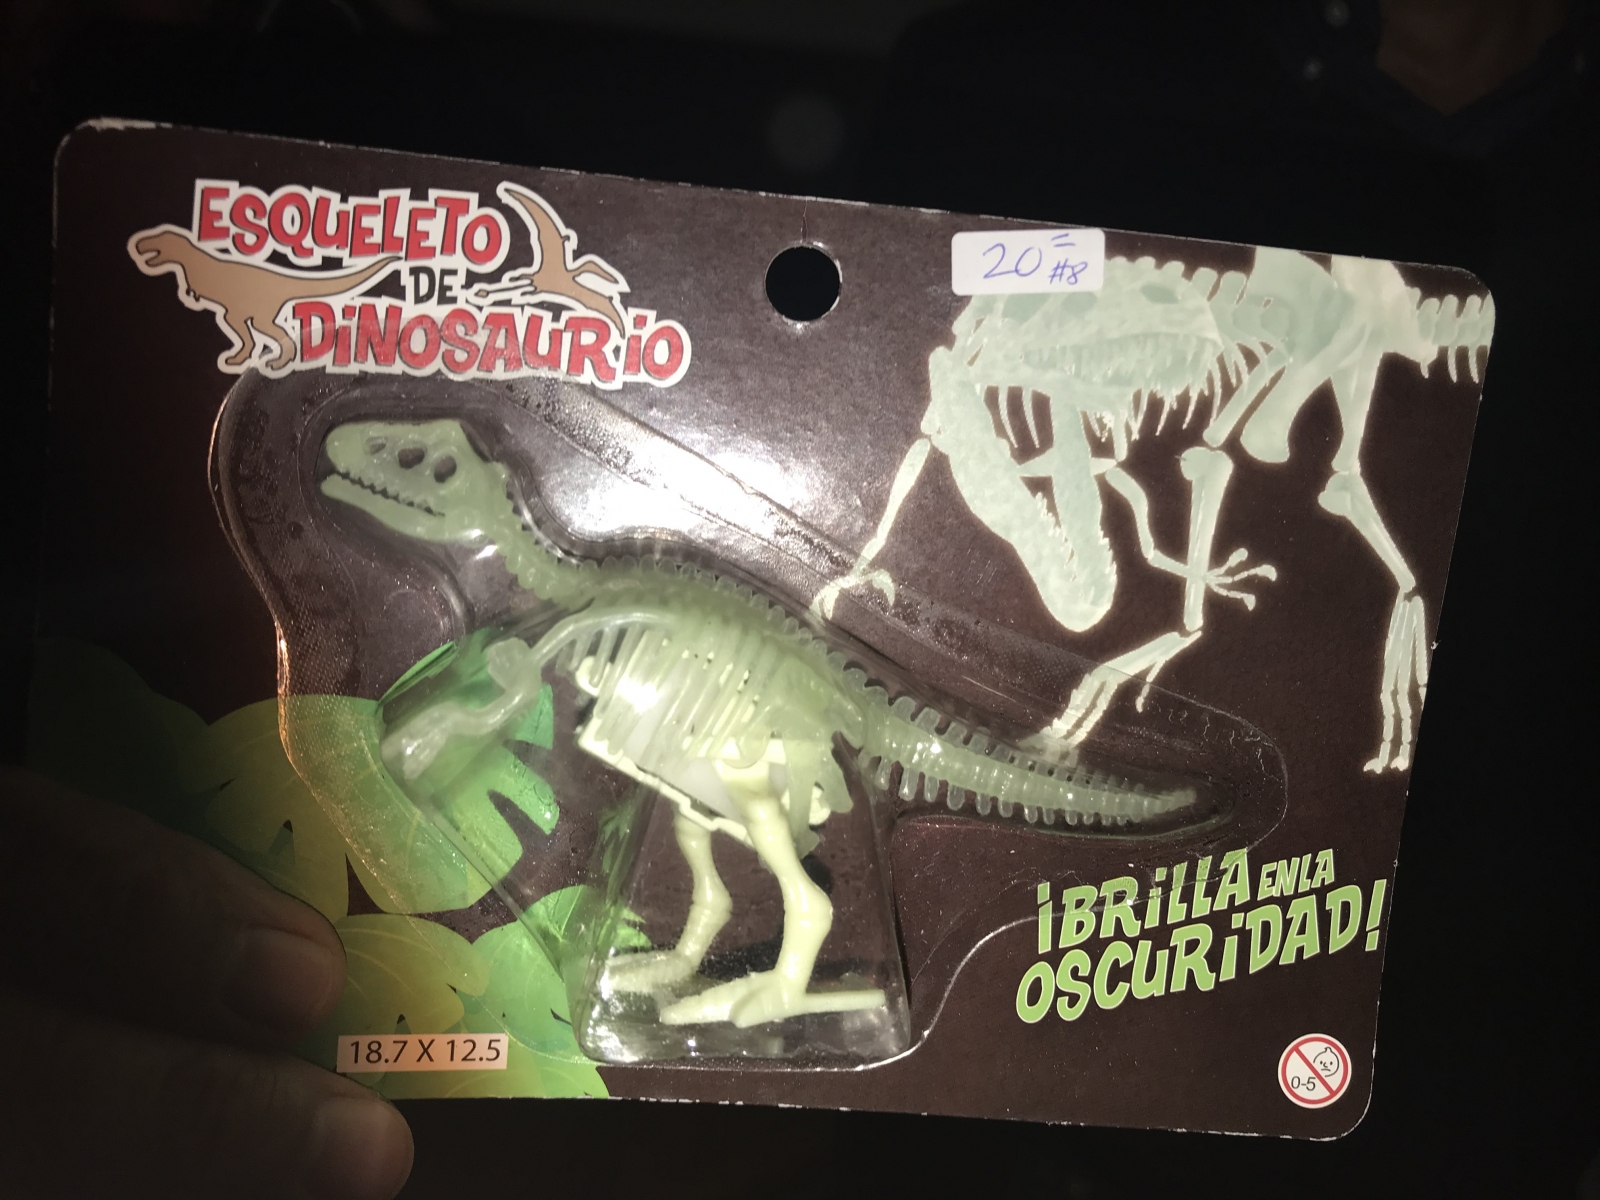 ESQUELETO
DE
DiNOSAURiO
20=
#8
¡BRiLLA EN LA
OSCURiDAD!
18.7 X 12.5
0-5